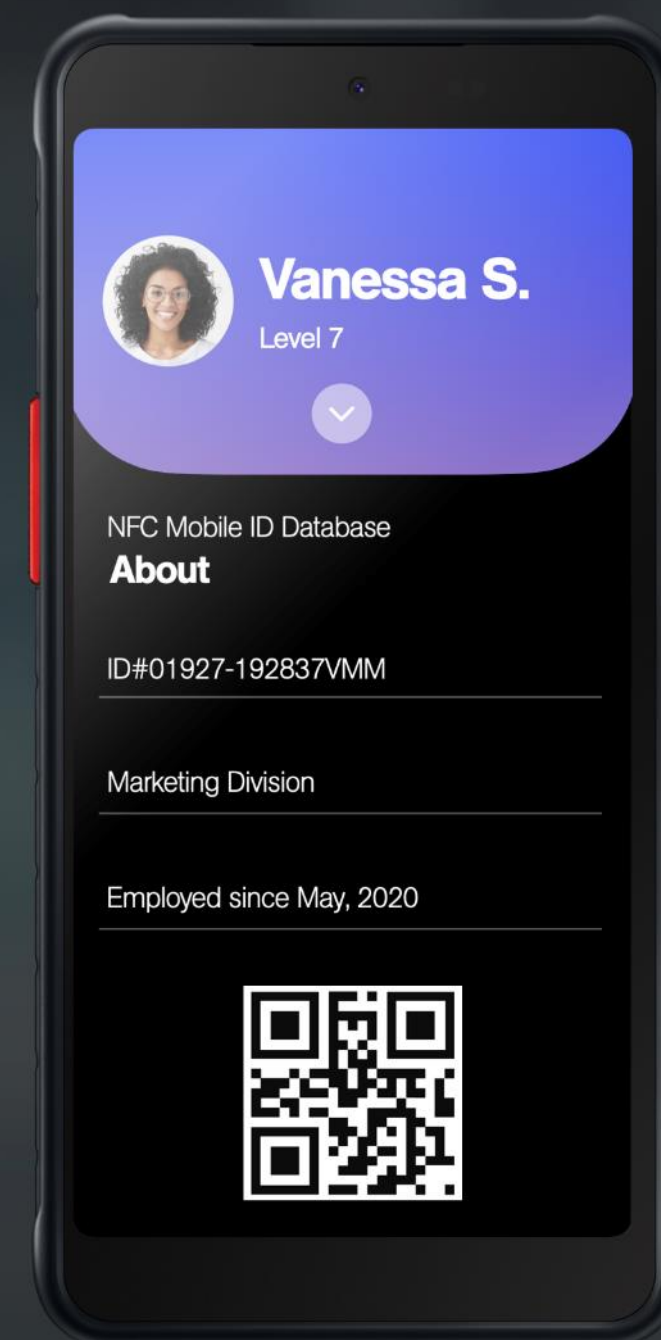 Vanessa S.
Level 7
NFC Mobile ID Database
About
ID#01927-192837VMM
Marketing Division
Employed since May, 2020